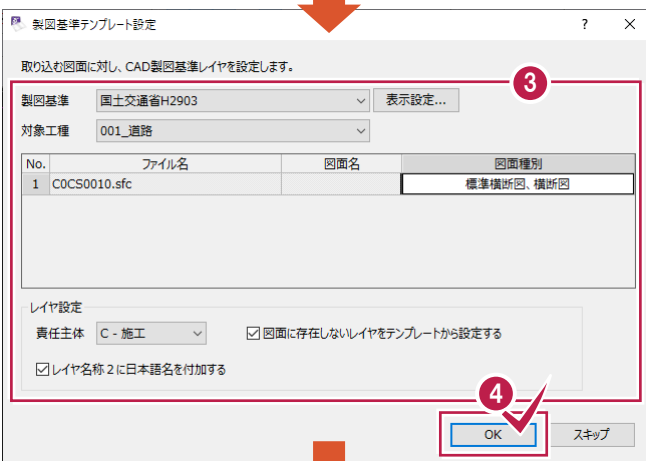 製図基準テンプレート設定 ? ×
取り込む図面に対し、CAD製図基準レイヤを設定します。
3
製図基準 国土交通省H2903 表示設定...
対象工種 001_道路
No. ファイル名 図面名 図面種別
1 C0CS0010.sfc 標準横断図、横断図
レイヤ設定
責任主体 C - 施工 図面に存在しないレイヤをテンプレートから設定する
レイヤ名称2に日本語名を付加する
4
OK スキップ